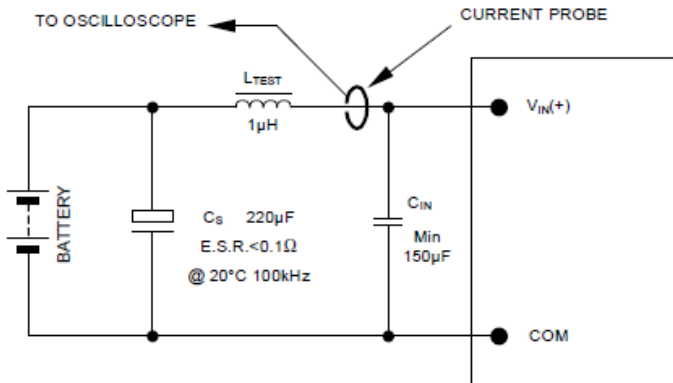 TO OSCILLOSCOPE
CURRENT PROBE
LTEST
1µH
VIN(+)
BATTERY
CS 220µF
E.S.R.<0.1Ω
@ 20°C 100kHz
CIN
Min
150µF
COM